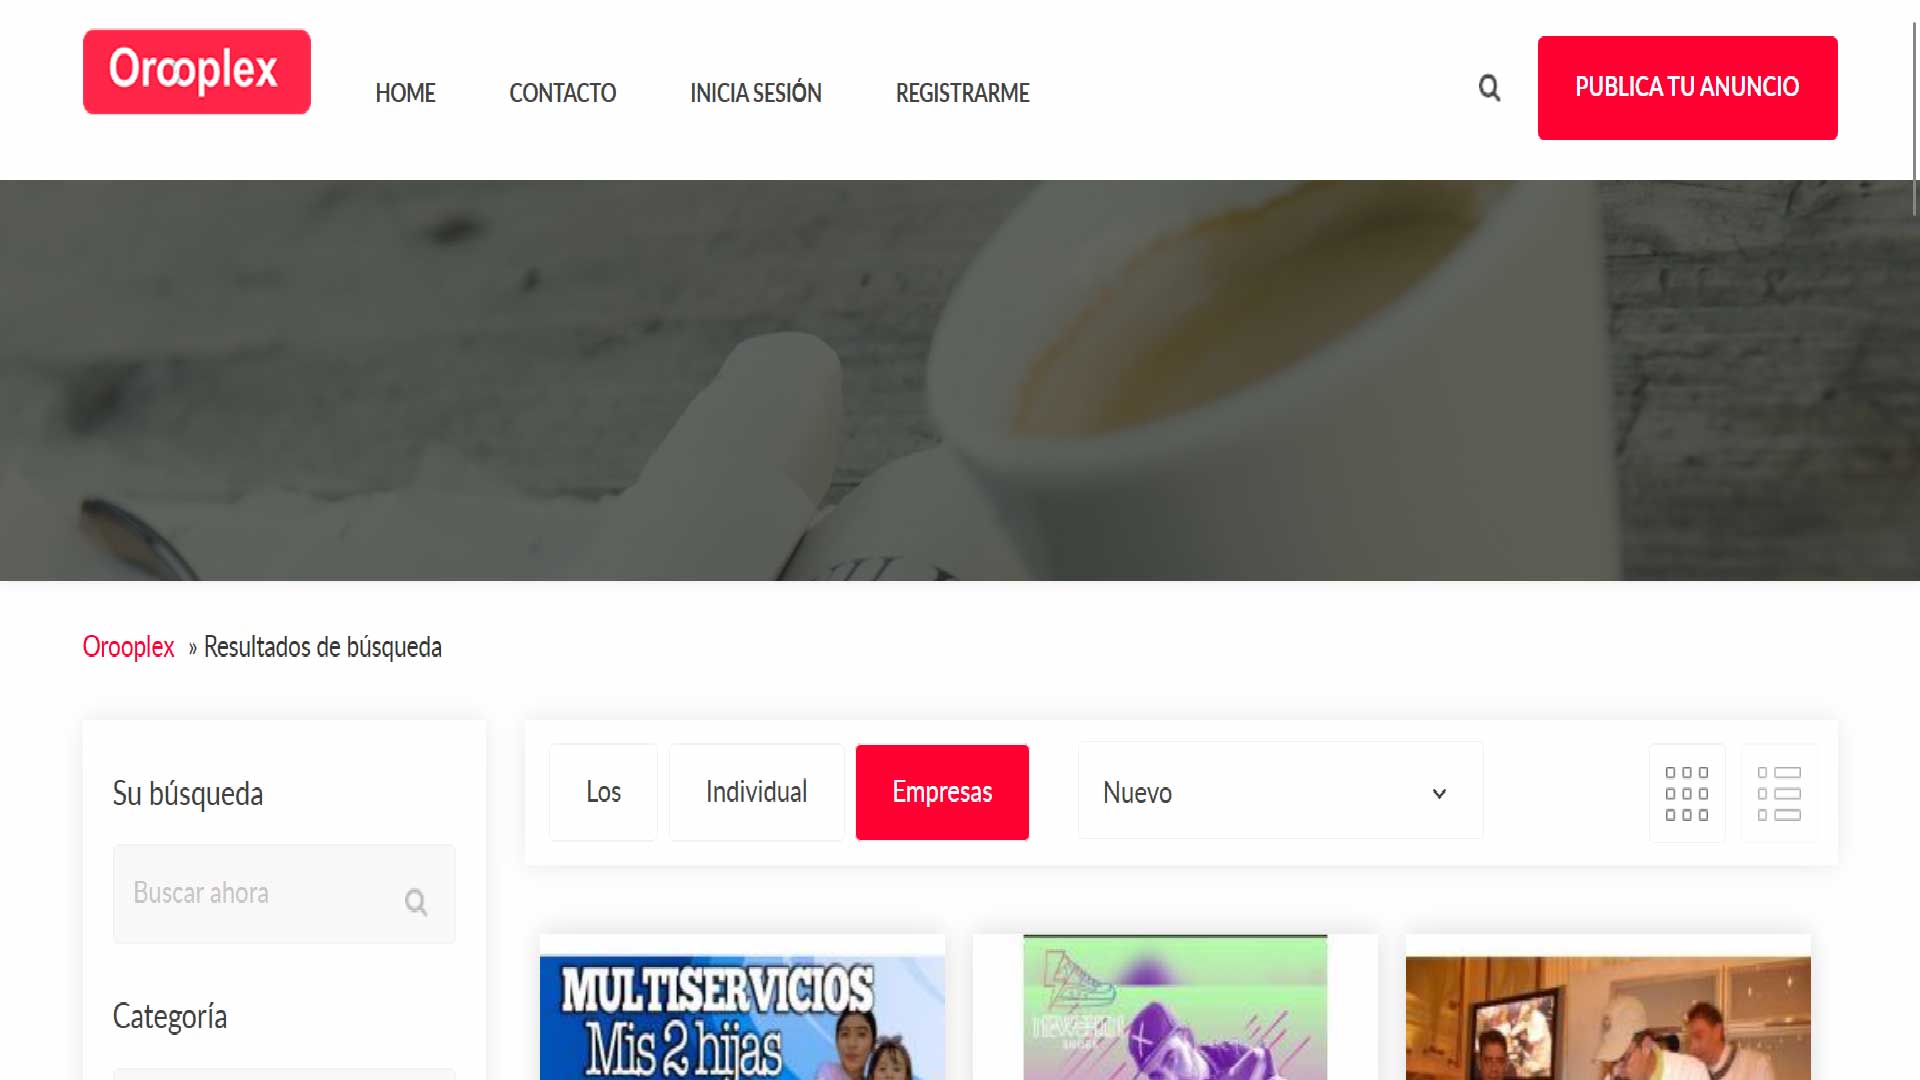 Orooplex
HOME
CONTACTO
INICIA SESIÓN
REGISTRARME
PUBLICA TU ANUNCIO
Orooplex » Resultados de búsqueda
Su búsqueda
Buscar ahora
Categoría
Los
Individual
Empresas
Nuevo
MULTISERVICIOS
Mis 2 hijas